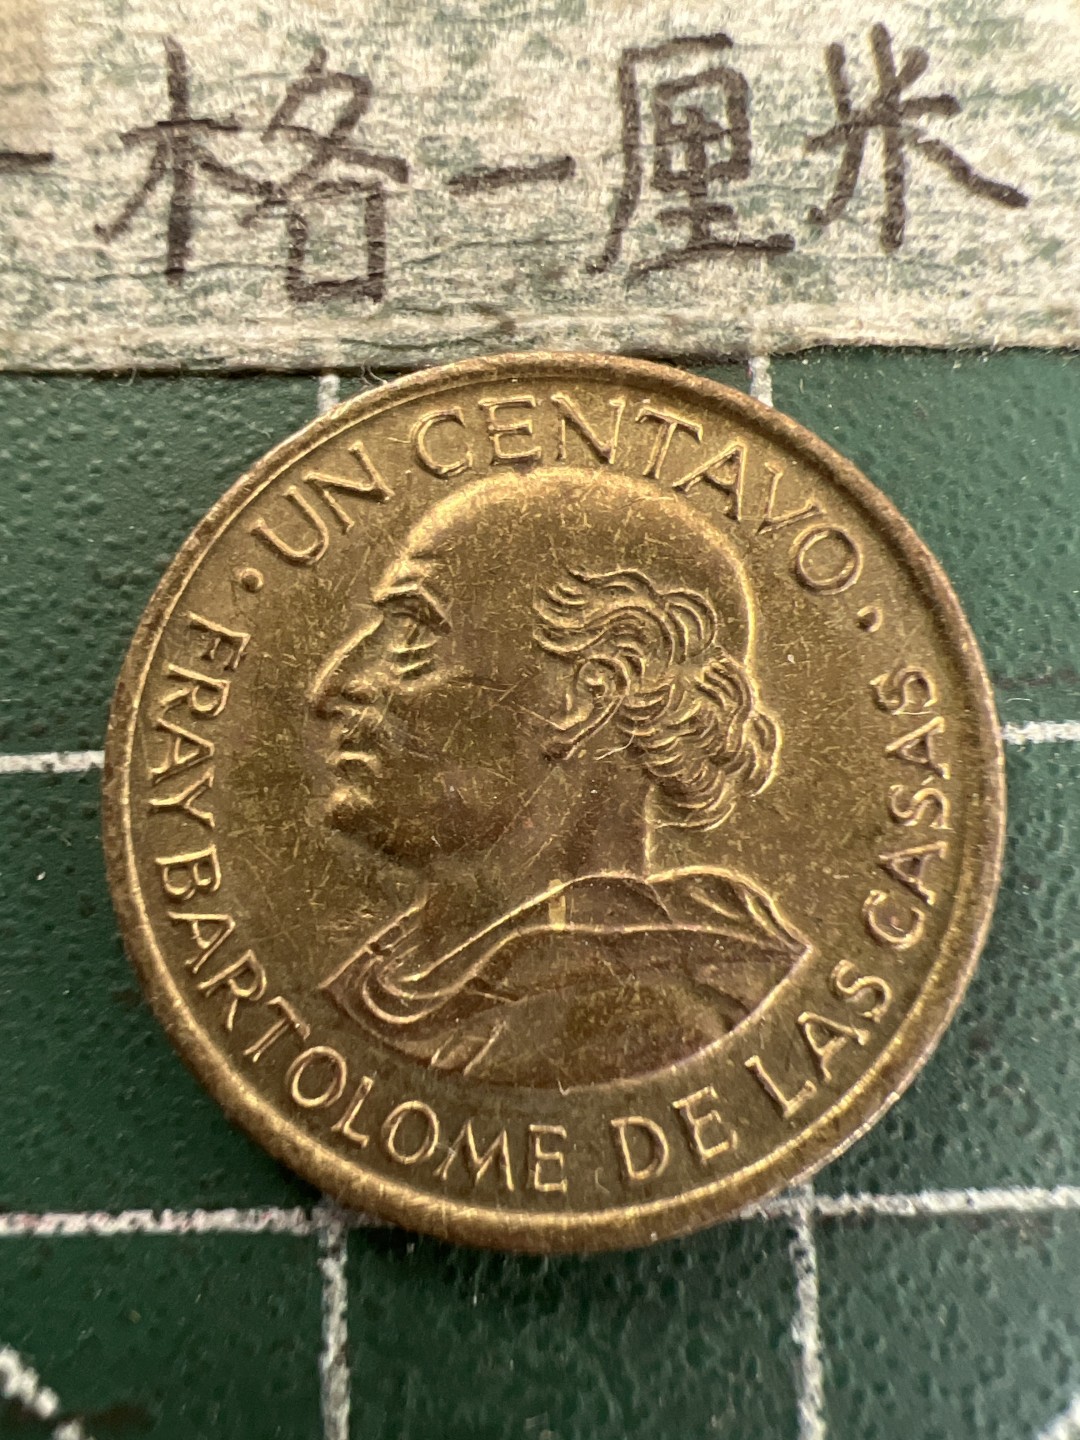 一格一厘米
· UN CENTAVO ·
FRAY BARTOLOME DE LAS CASAS